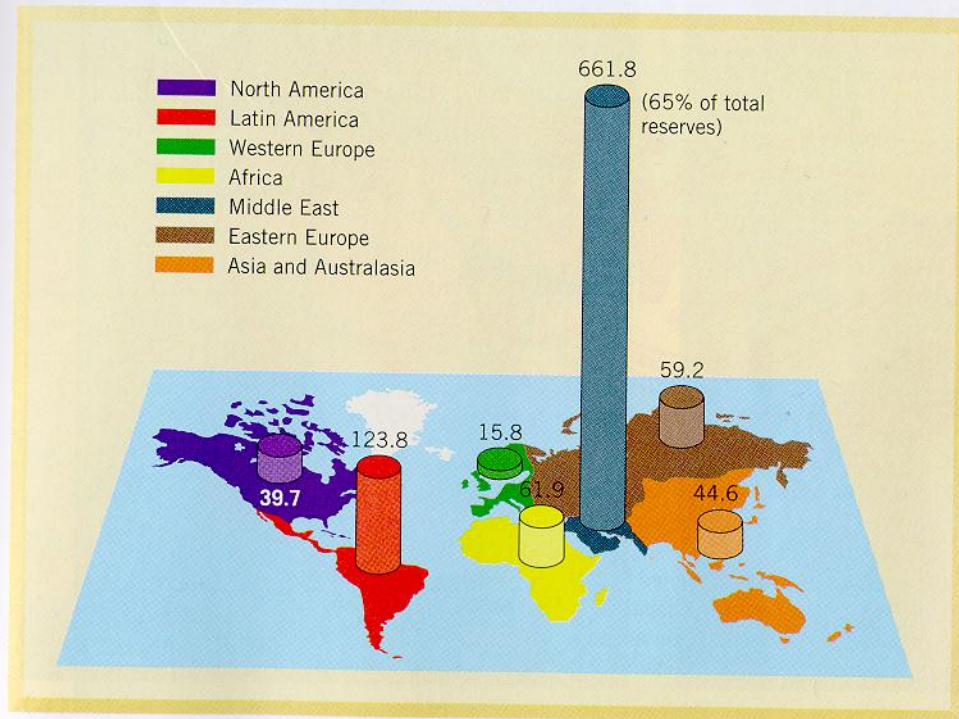 661.8
(65% of total
reserves)
North America
Latin America
Western Europe
Africa
Middle East
Eastern Europe
Asia and Australasia
59.2
123.8
15.8
39.7
61.9
44.6